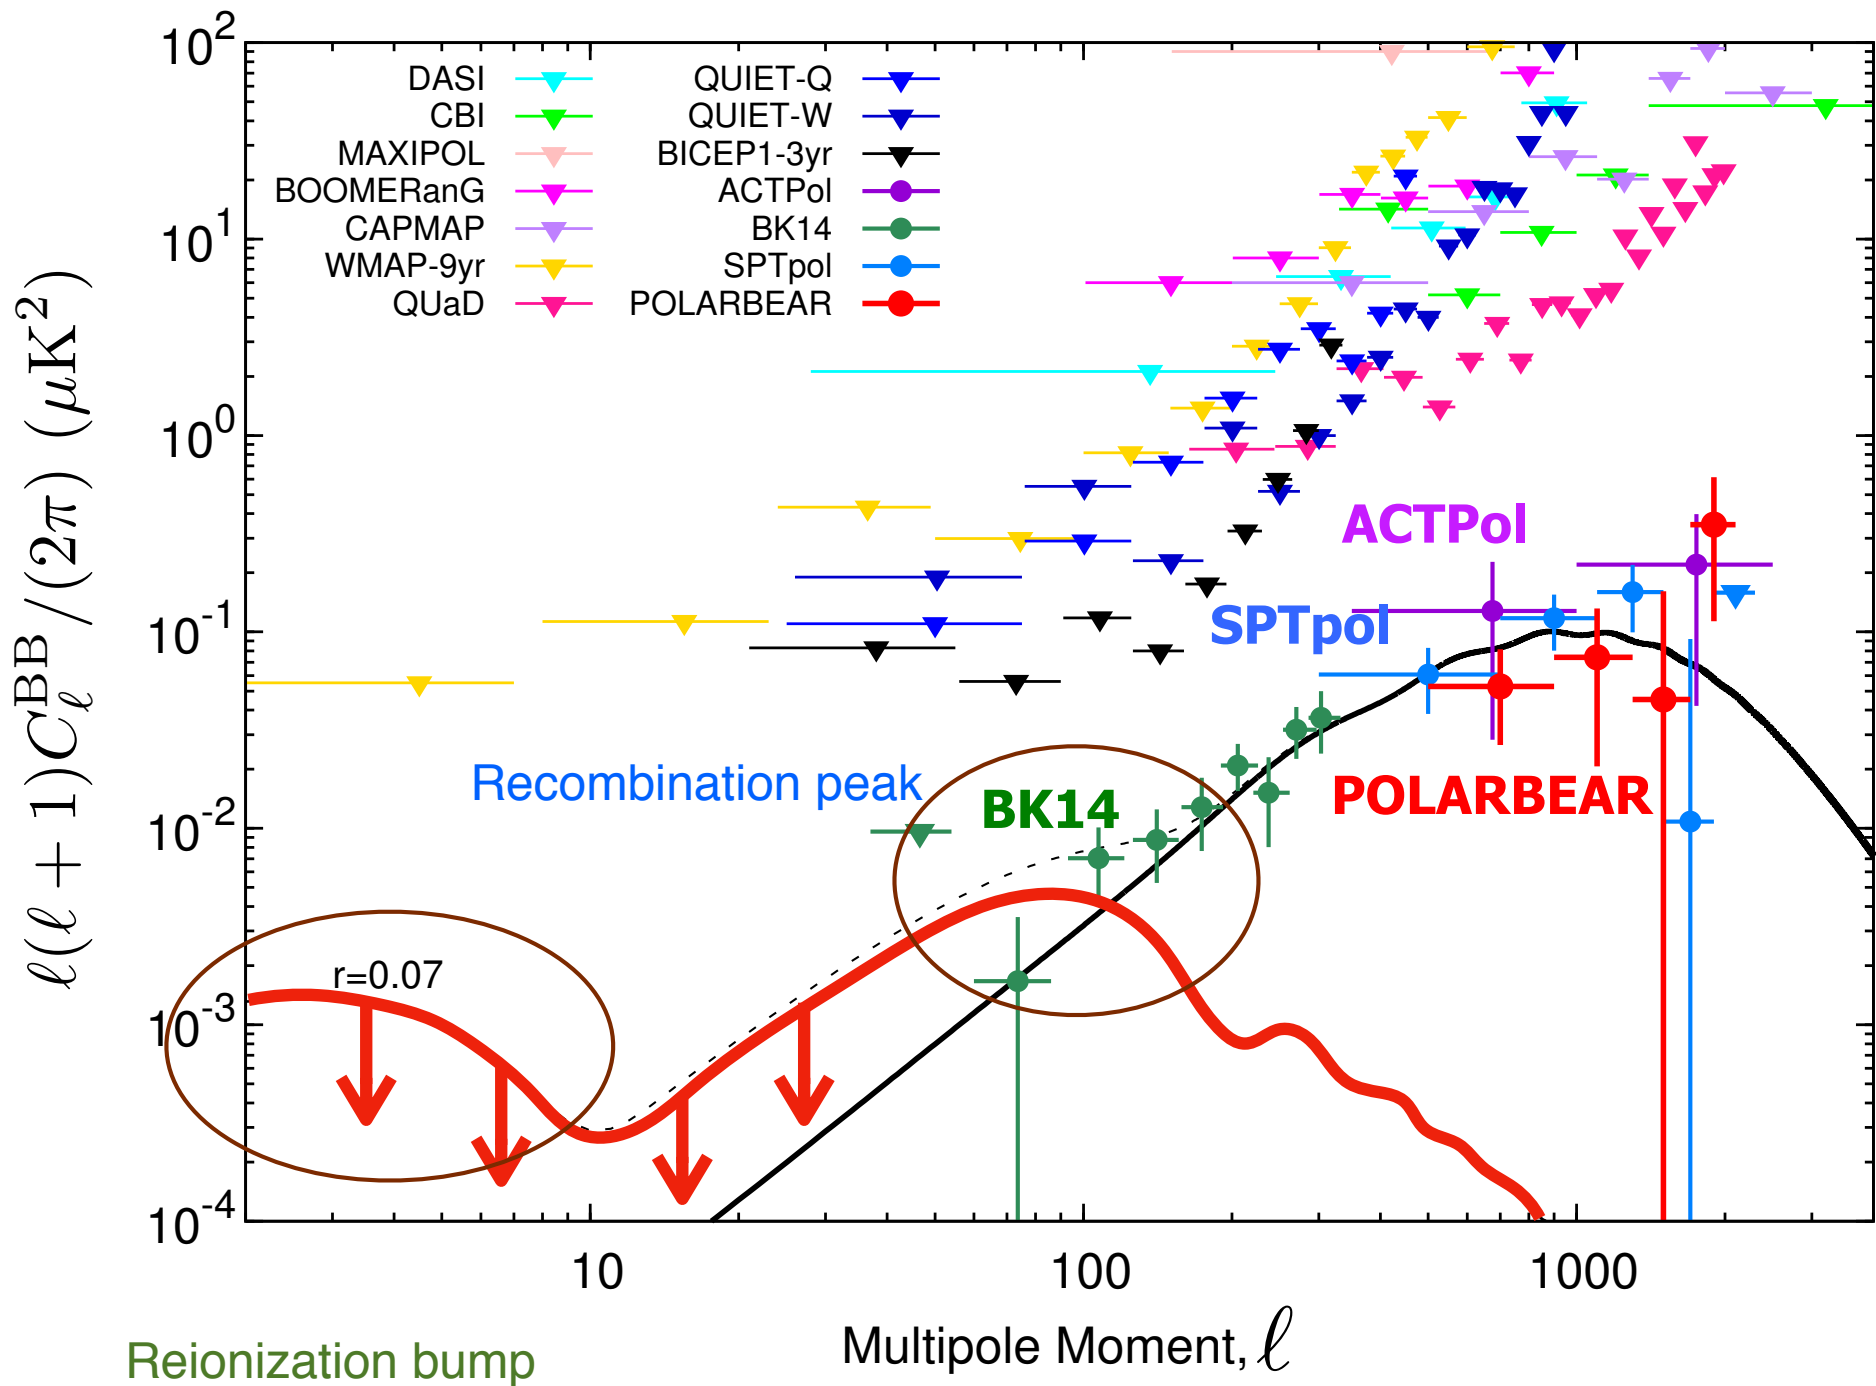 10^2
10^1
10^0
10^-1
10^-2
10^-3
10^-4
ℓ(ℓ + 1)C_ℓ^BB/(2π) (μK^2)
DASI
CBI
MAXIPOL
BOOMERanG
CAPMAP
WMAP-9yr
QUaD
QUIET-Q
QUIET-W
BICEP1-3yr
ACTPol
BK14
SPTpol
POLARBEAR
ACTPol
SPTpol
Recombination peak
BK14
POLARBEAR
r=0.07
10
100
1000
Multipole Moment, ℓ
Reionization bump